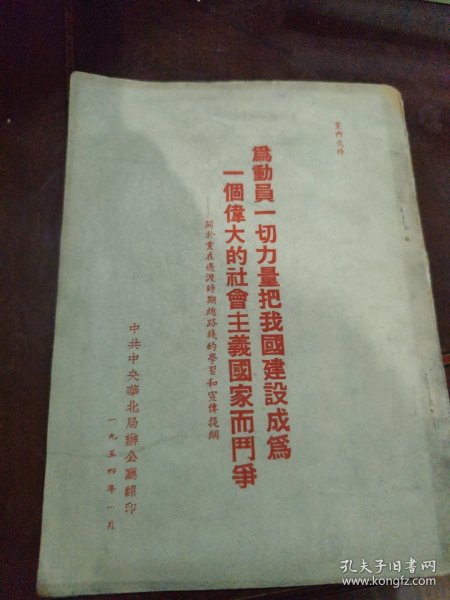 黨內文件
爲動員一切力量把我國建設成爲
一個偉大的社會主義國家而鬥爭
——關於黨在過渡時期總路綫的學習和宣傳提綱
中共中央華北局辦公廳翻印
一九五四年一月
孔夫子旧书网
www.kongfz.com